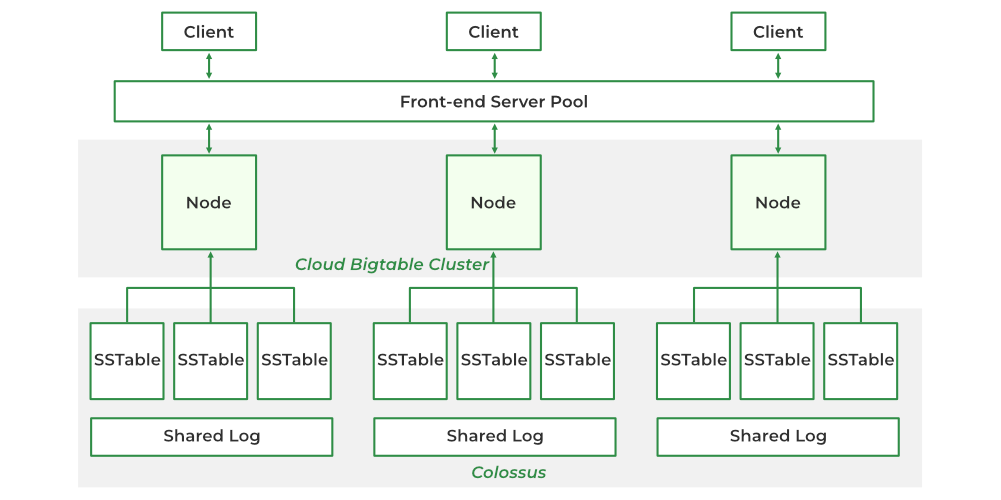 Client
Client
Client
Front-end Server Pool
Node
Node
Node
Cloud Bigtable Cluster
SSTable
SSTable
SSTable
SSTable
SSTable
SSTable
SSTable
SSTable
SSTable
Shared Log
Shared Log
Shared Log
Colossus